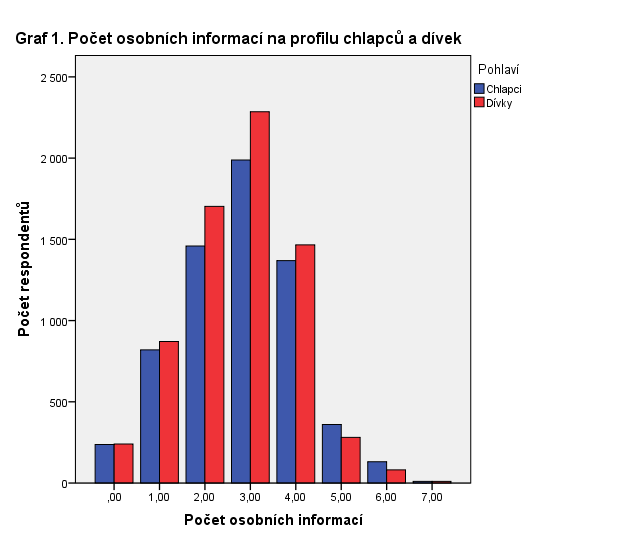 Graf 1. Počet osobních informací na profilu chlapců a dívek
Pohlaví
Chlapci
Dívky
Počet respondentů
2 500
2 000
1 500
1 000
500
0
,00 1,00 2,00 3,00 4,00 5,00 6,00 7,00
Počet osobních informací